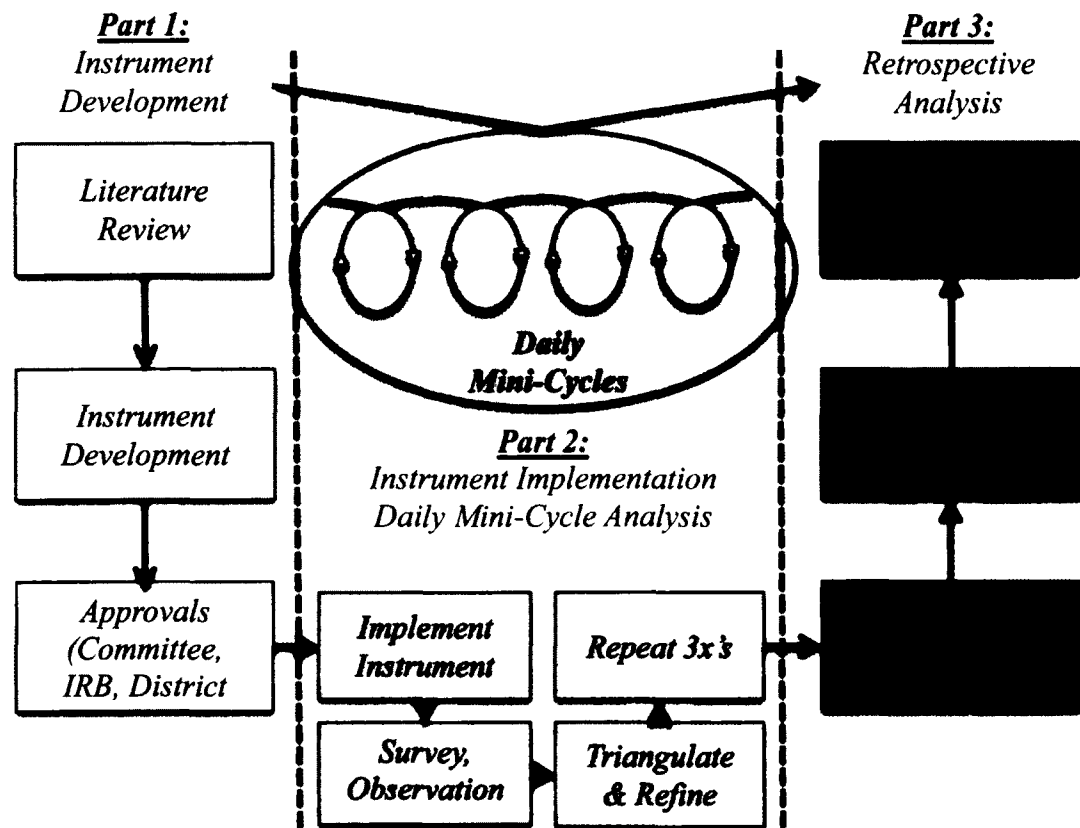 Part 1:
Instrument
Development
Literature
Review
Instrument
Development
Approvals
(Committee,
IRB, District
Daily
Mini-Cycles
Part 2:
Instrument Implementation
Daily Mini-Cycle Analysis
Implement
Instrument
Survey,
Observation
Triangulate
& Refine
Repeat 3x's
Part 3:
Retrospective
Analysis